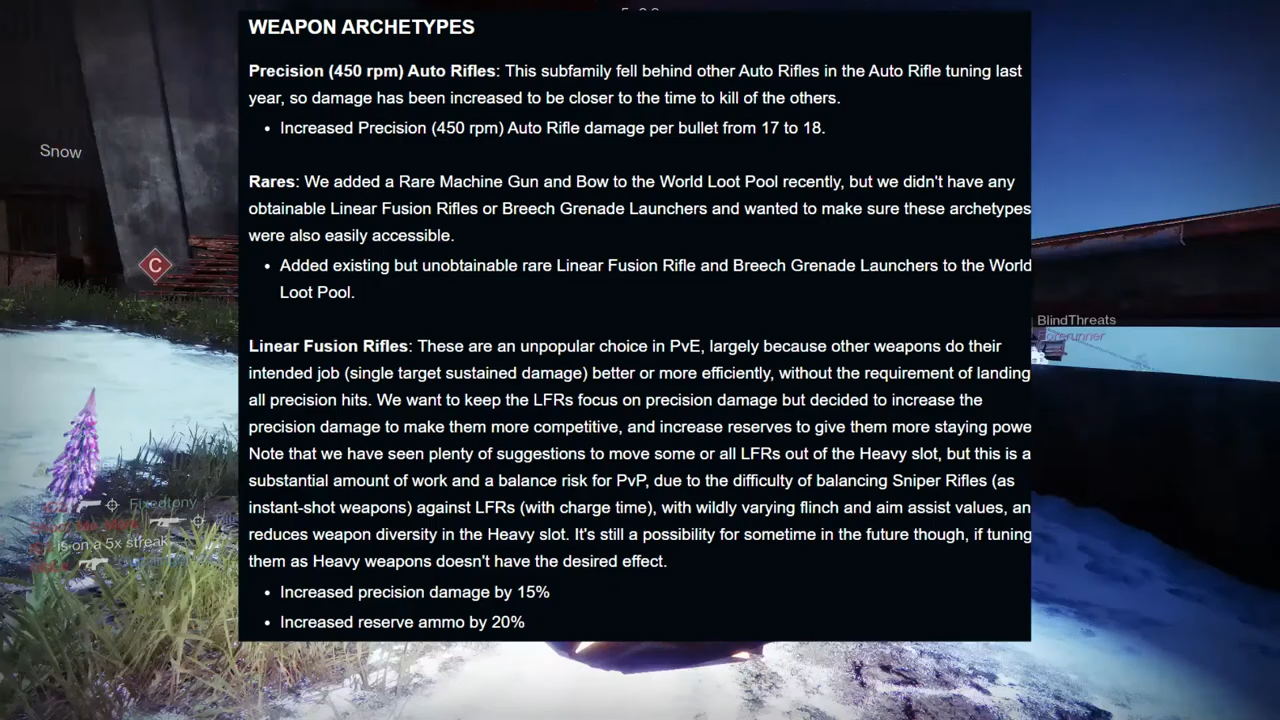 WEAPON ARCHETYPES
Precision (450 rpm) Auto Rifles: This subfamily fell behind other Auto Rifles in the Auto Rifle tuning last
year, so damage has been increased to be closer to the time to kill of the others.
• Increased Precision (450 rpm) Auto Rifle damage per bullet from 17 to 18.
Snow
Rares: We added a Rare Machine Gun and Bow to the World Loot Pool recently, but we didn't have any
obtainable Linear Fusion Rifles or Breech Grenade Launchers and wanted to make sure these archetypes
were also easily accessible.
C
• Added existing but unobtainable rare Linear Fusion Rifle and Breech Grenade Launchers to the World
Loot Pool.
BlindThreats
Linear Fusion Rifles: These are an unpopular choice in PvE, largely because other weapons do their
intended job (single target sustained damage) better or more efficiently, without the requirement of landing
all precision hits. We want to keep the LFRs focus on precision damage but decided to increase the
precision damage to make them more competitive, and increase reserves to give them more staying powe
Note that we have seen plenty of suggestions to move some or all LFRs out of the Heavy slot, but this is a
substantial amount of work and a balance risk for PvP, due to the difficulty of balancing Sniper Rifles (as
instant-shot weapons) against LFRs (with charge time), with wildly varying flinch and aim assist values, an
reduces weapon diversity in the Heavy slot. It's still a possibility for sometime in the future though, if tuning
them as Heavy weapons doesn't have the desired effect.
Fixedtony
is on a 5x streak
• Increased precision damage by 15%
• Increased reserve ammo by 20%